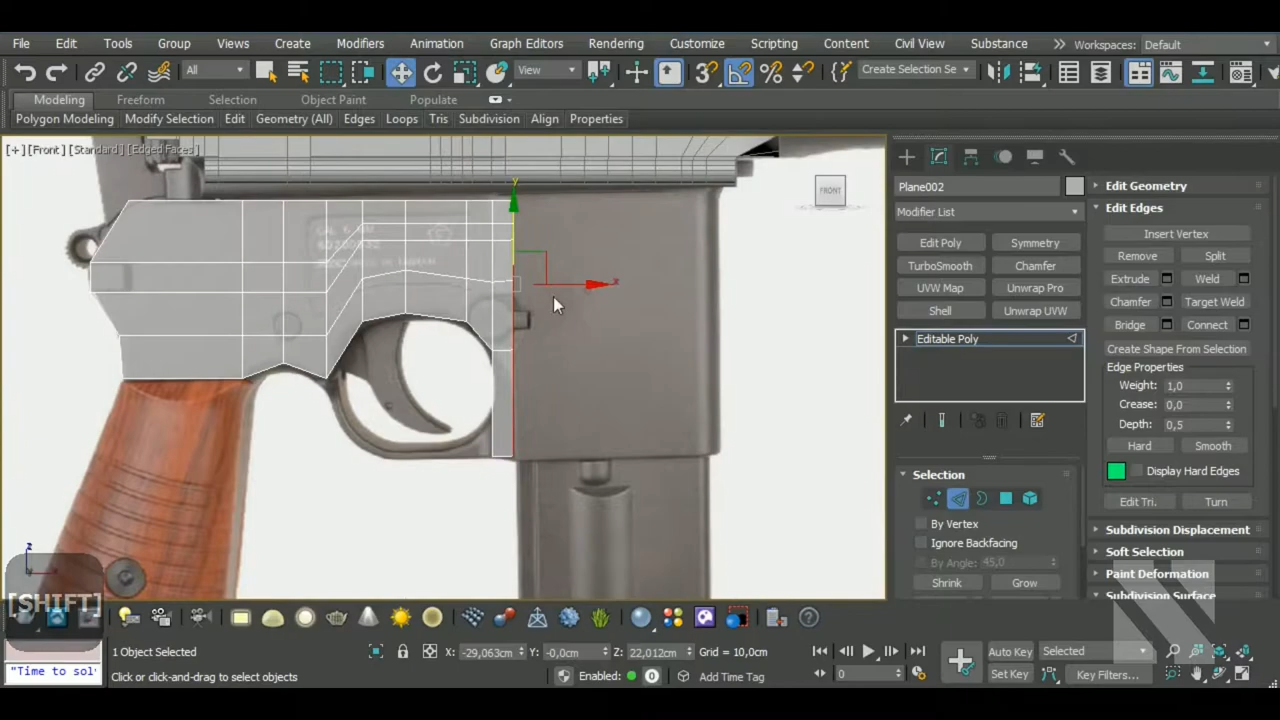 File Edit Tools Group Views Create Modifiers Animation Graph Editors Rendering Customize Scripting Content Civil View Substance Workspaces: Default
All View Create Selection Se
Modeling Freeform Selection Object Paint Populate
Polygon Modeling Modify Selection Edit Geometry (All) Edges Loops Tris Subdivision Align Properties
[+] [Front] [Standard] [Edged Faces]
FRONT
y
x
z
[SHIFT]
Plane002
Modifier List
Edit Poly Symmetry
TurboSmooth Chamfer
UVW Map Unwrap Pro
Shell Unwrap UVW
Editable Poly
Selection
By Vertex
Ignore Backfacing
By Angle: 45,0
Shrink Grow
Edit Geometry
Edit Edges
Insert Vertex
Remove Split
Extrude Weld
Chamfer Target Weld
Bridge Connect
Create Shape From Selection
Edge Properties
Weight: 1,0
Crease: 0,0
Depth: 0,5
Hard Smooth
Display Hard Edges
Edit Tri. Turn
Subdivision Displacement
Soft Selection
Paint Deformation
Subdivision Surface
1 Object Selected X: -29,063cm Y: -0,0cm Z: 22,012cm Grid = 10,0cm Auto Key Selected
"Time to sol Click or click-and-drag to select objects Enabled: 0 Add Time Tag 0 Set Key Key Filters...